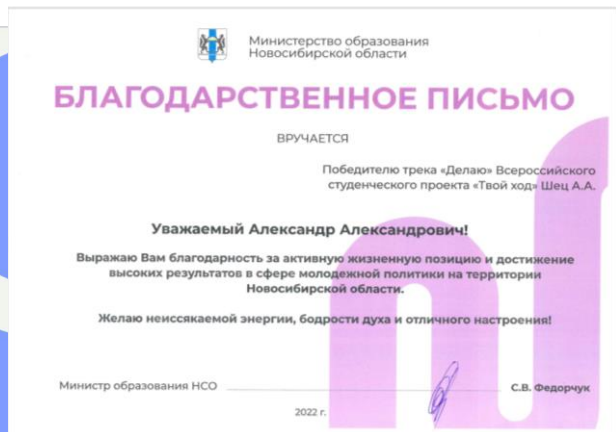 Министерство образования
Новосибирской области
БЛАГОДАРСТВЕННОЕ ПИСЬМО
ВРУЧАЕТСЯ
Победителю трека «Делаю» Всероссийского
студенческого проекта «Твой ход» Шец А.А.
Уважаемый Александр Александрович!
Выражаю Вам благодарность за активную жизненную позицию и достижение
высоких результатов в сфере молодежной политики на территории
Новосибирской области.
Желаю неиссякаемой энергии, бодрости духа и отличного настроения!
Министр образования НСО С.В. Федорчук
2022 г.